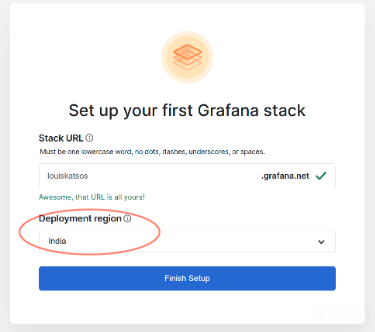 Set up your first Grafana stack
Stack URL
Must be one lowercase word, no dots, dashes, underscores, or spaces.
louiskatsos .grafana.net
Awesome, that URL is all yours!
Deployment region
India
Finish Setup